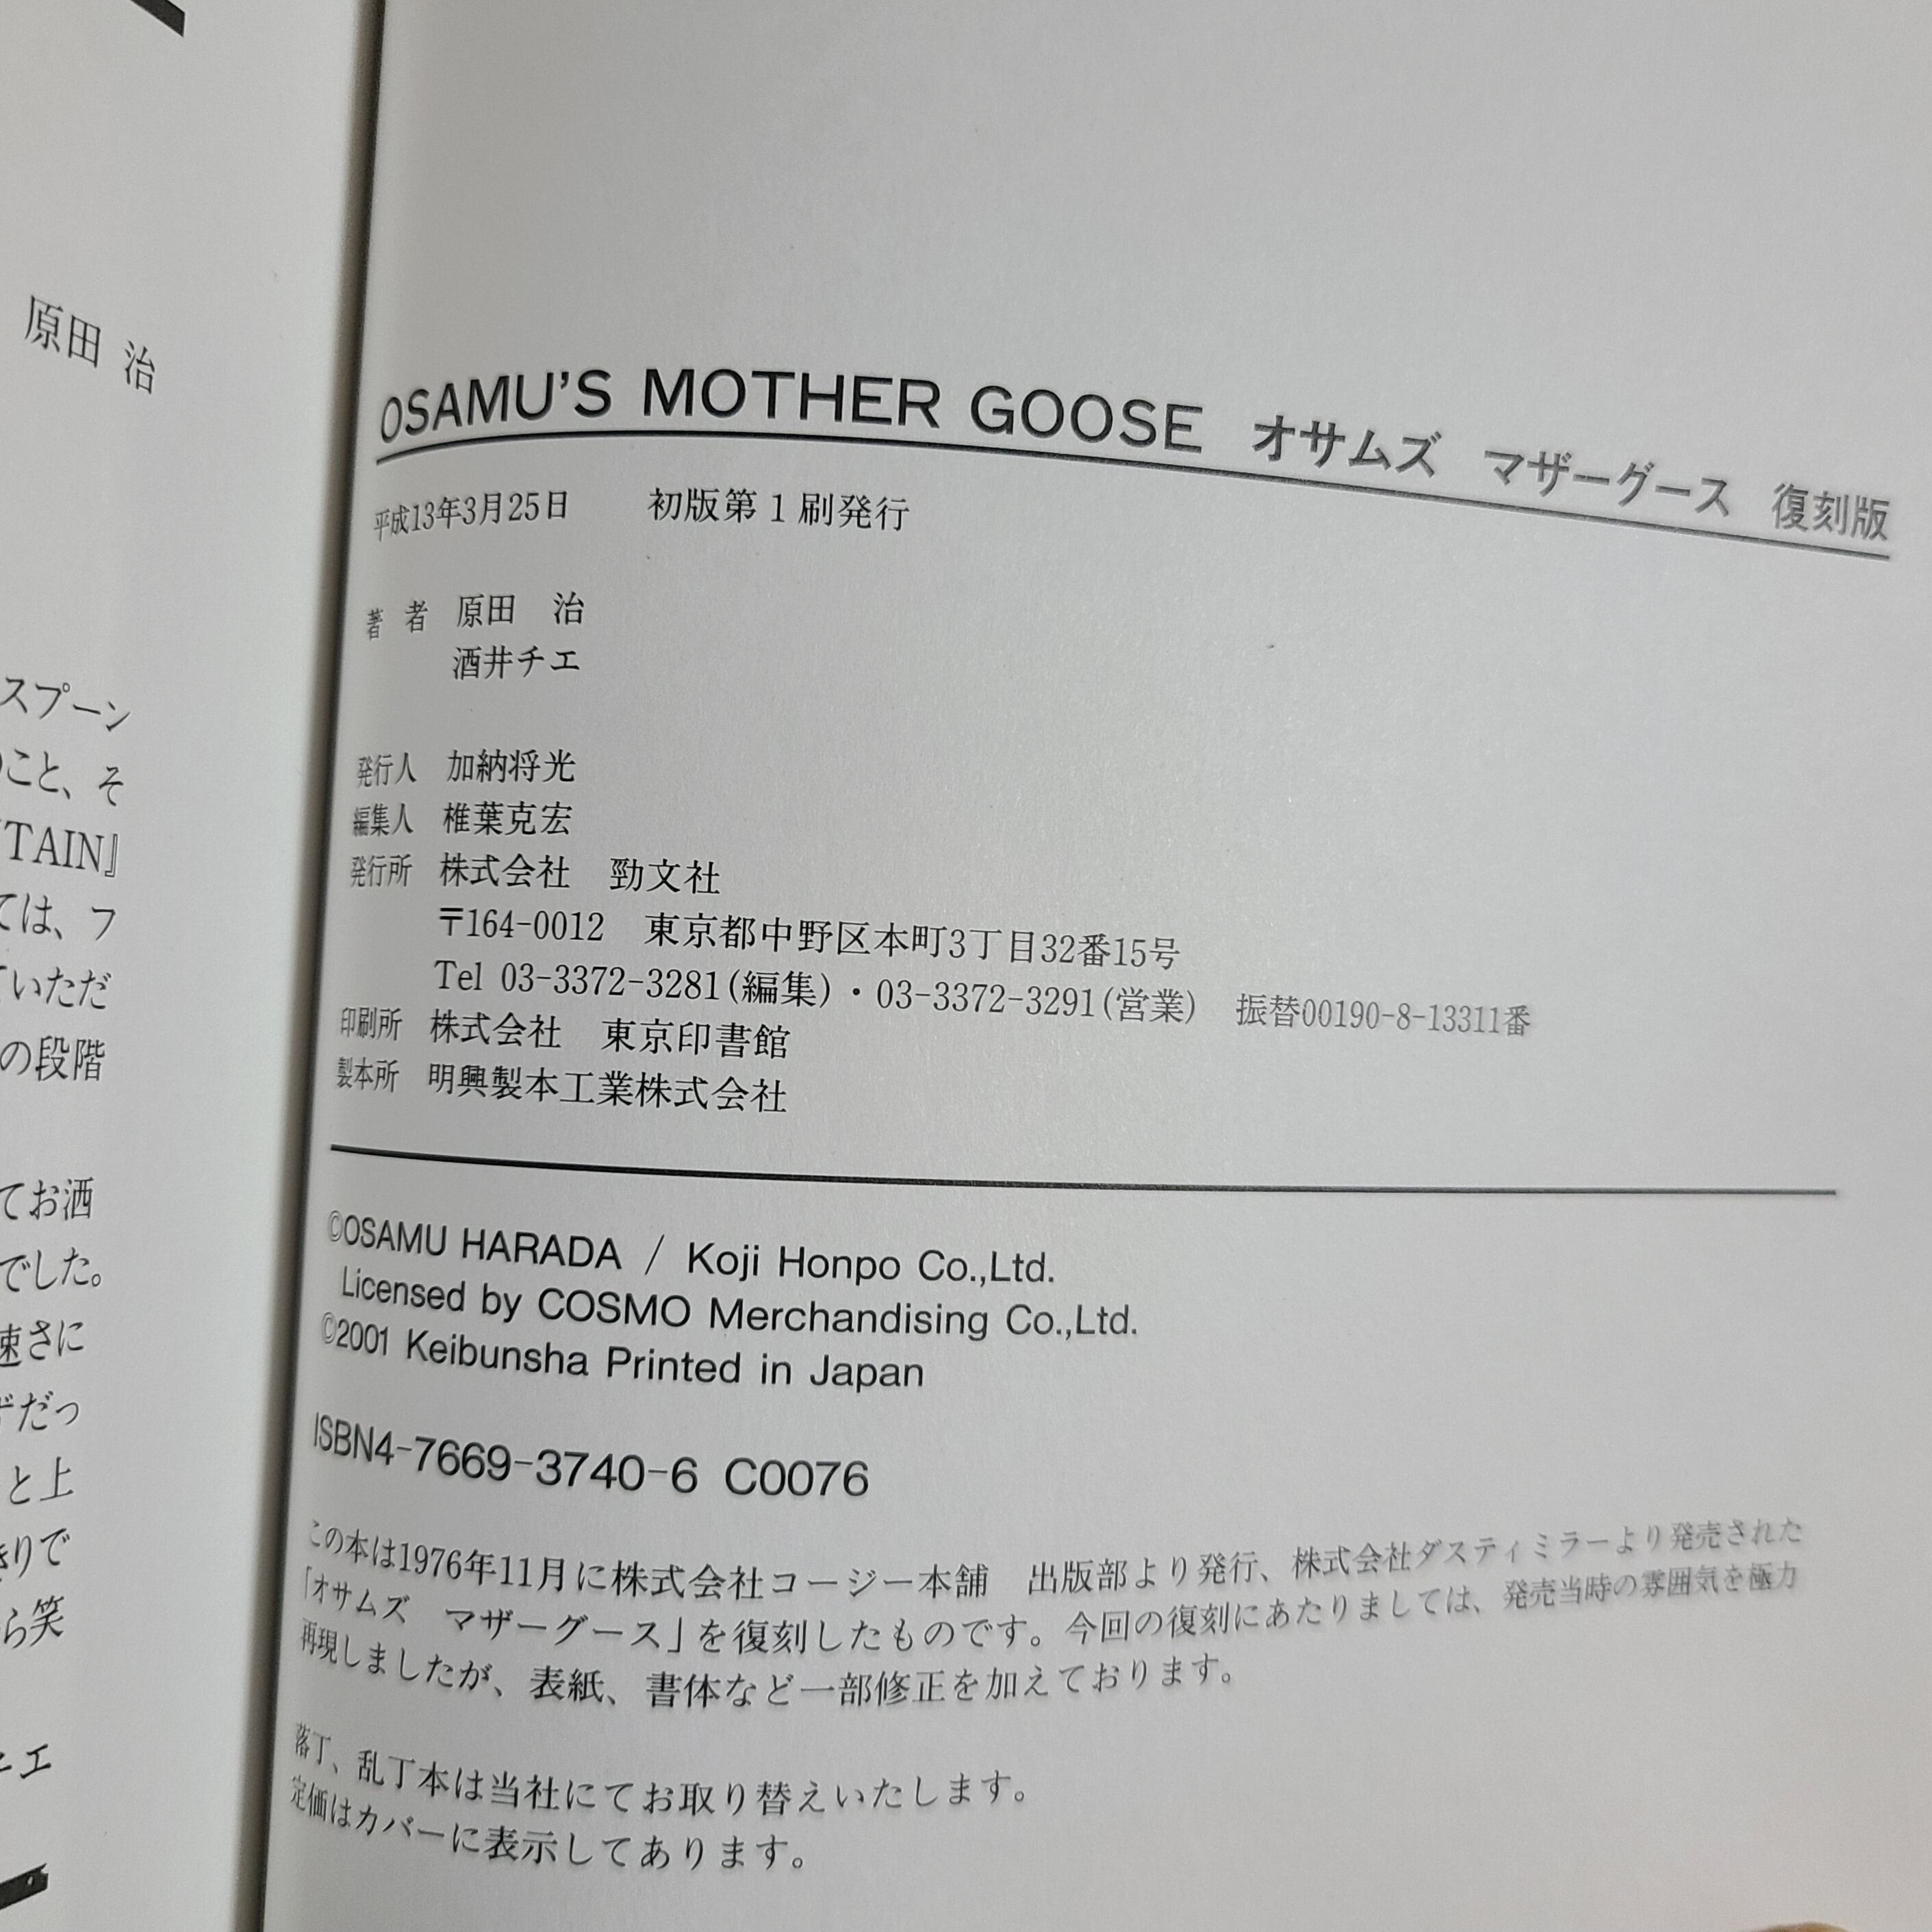 原田 治
スプーン
こと、そ
TAIN』
ては、フ
いただ
の段階
てお洒
でした。
速さに
だっ
と上
りで
ら笑
エ
OSAMU'S MOTHER GOOSE オサムズ マザーグース 復刻版
平成13年3月25日 初版第1刷発行
著 者 原田 治
酒井チエ
発行人 加納将光
編集人 椎葉克宏
発行所 株式会社 勁文社
〒164-0012 東京都中野区本町3丁目32番15号
Tel 03-3372-3281(編集)・03-3372-3291(営業) 振替00190-8-13311番
印刷所 株式会社 東京印書館
製本所 明興製本工業株式会社
©OSAMU HARADA / Koji Honpo Co.,Ltd.
Licensed by COSMO Merchandising Co.,Ltd.
©2001 Keibunsha Printed in Japan
ISBN4-7669-3740-6 C0076
この本は1976年11月に株式会社コージー本舗 出版部より発行、株式会社ダスティミラーより発売された
「オサムズ マザーグース」を復刻したものです。今回の復刻にあたりましては、発売当時の雰囲気を極力
再現しましたが、表紙、書体など一部修正を加えております。
落丁、乱丁本は当社にてお取り替えいたします。
定価はカバーに表示してあります。